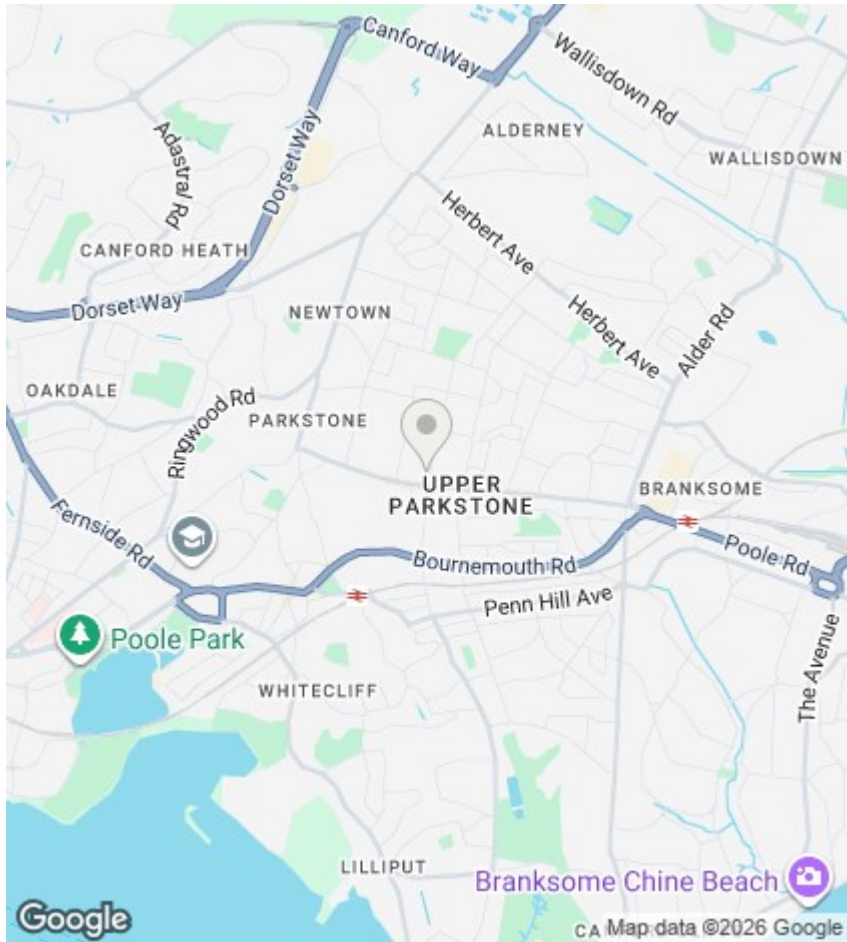 Canford Way
Wallisdown Rd
ALDERNEY
WALLISDOWN
Adastral Rd
Dorset Way
Herbert Ave
CANFORD HEATH
Dorset Way
NEWTOWN
Herbert Ave
Alder Rd
OAKDALE
Ringwood Rd
PARKSTONE
UPPER
PARKSTONE
BRANKSOME
Fernside Rd
Bournemouth Rd
Poole Rd
Penn Hill Ave
Poole Park
The Avenue
WHITECLIFF
LILLIPUT
Branksome Chine Beach
Google
Map data ©2026 Google